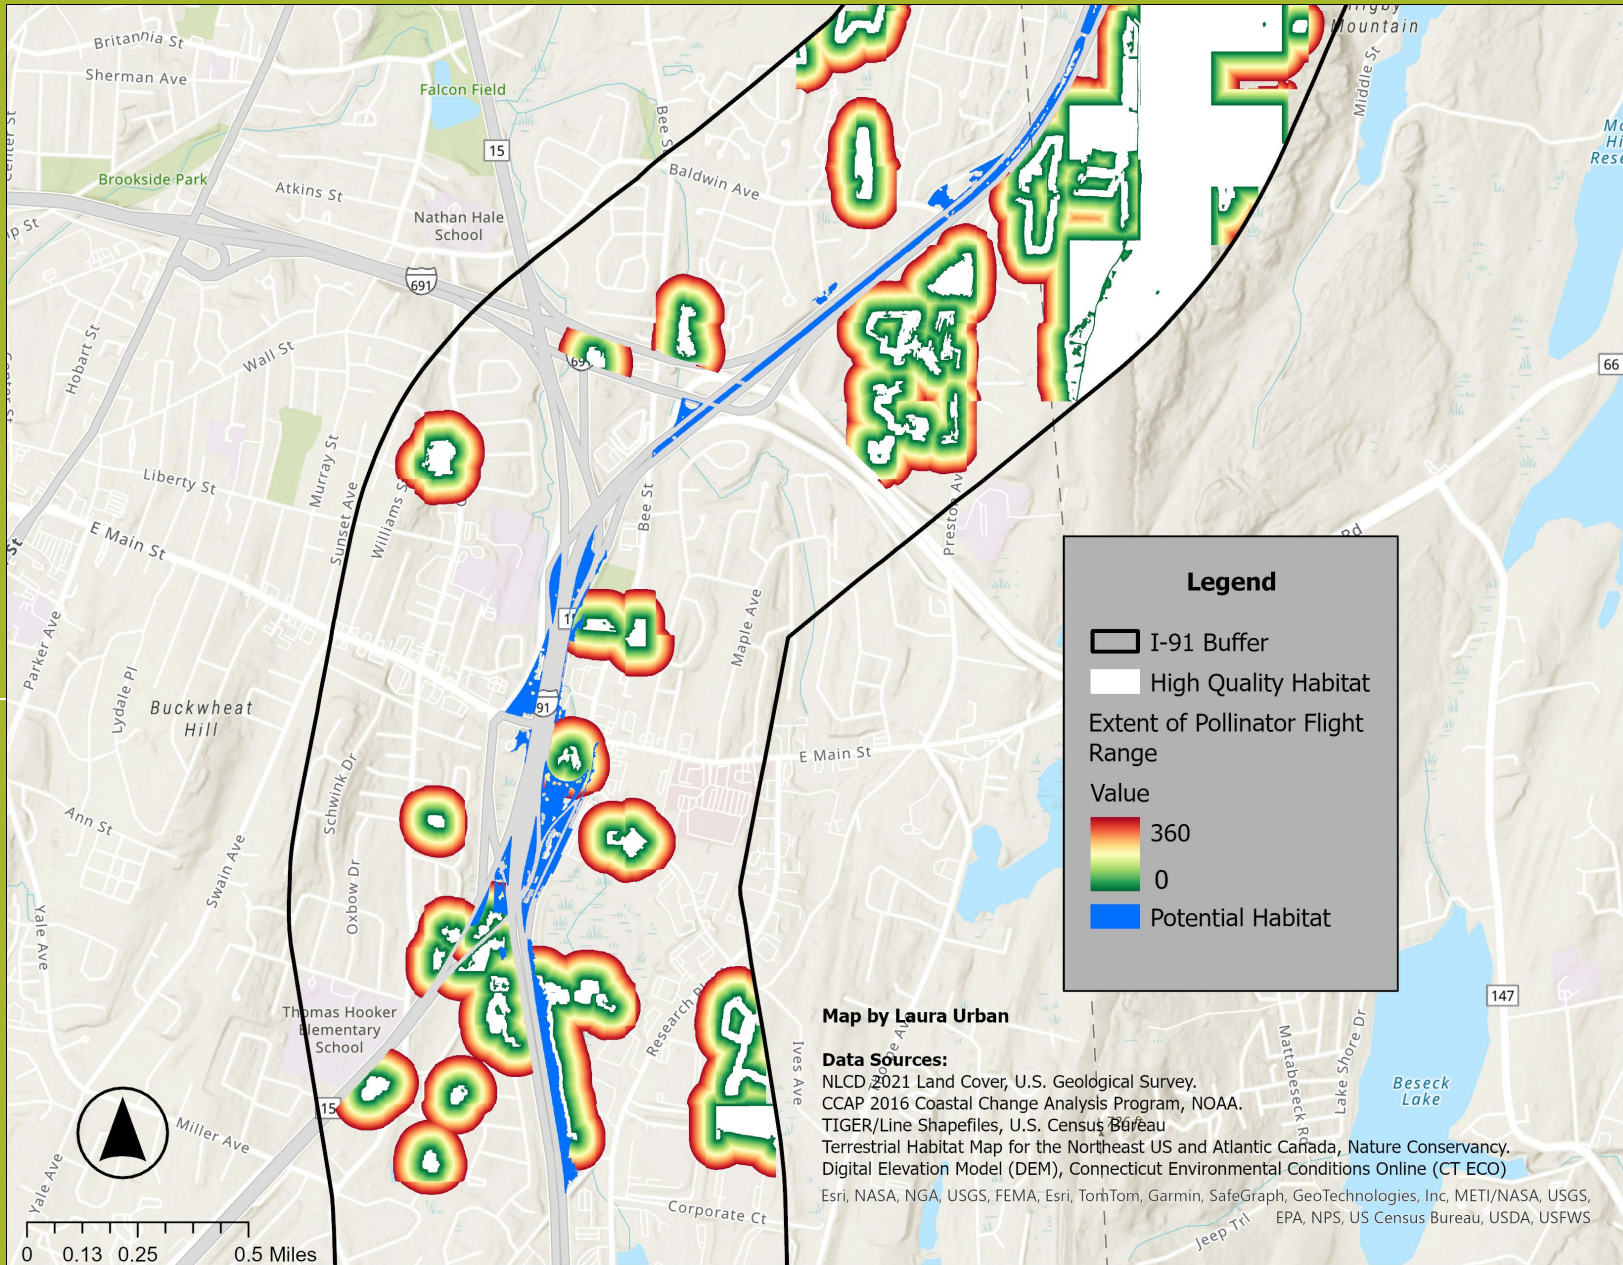 Britannia St
Sherman Ave
Falcon Field
Mountain
Middle St
Center St
Bee S
15
Brookside Park
Atkins St
Baldwin Ave
Nathan Hale
School
p St
691
Hobart St
Wall St
69
66
Liberty St
Murray St
Sunset Ave
Williams S
E Main St
St
Bee St
Preston Av
Rd
Legend
I-91 Buffer
High Quality Habitat
Extent of Pollinator Flight
Range
Value
360
0
Potential Habitat
Parker Ave
Lydale Pl
Buckwheat
Hill
1
91
Maple Ave
E Main St
Schwink Dr
Ann St
Swain Ave
Oxbow Dr
Yale Ave
147
Thomas Hooker
Elementary
School
Research P
Ives Ave
Map by Laura Urban
Data Sources:
NLCD 2021 Land Cover, U.S. Geological Survey.
CCAP 2016 Coastal Change Analysis Program, NOAA.
TIGER/Line Shapefiles, U.S. Census Bureau
Terrestrial Habitat Map for the Northeast US and Atlantic Canada, Nature Conservancy.
Digital Elevation Model (DEM), Connecticut Environmental Conditions Online (CT ECO)
Esri, NASA, NGA, USGS, FEMA, Esri, TomTom, Garmin, SafeGraph, GeoTechnologies, Inc, METI/NASA, USGS,
EPA, NPS, US Census Bureau, USDA, USFWS
Mattabeseck Rd
Lake Shore Dr
Beseck
Lake
15
Miller Ave
Yale Ave
Corporate Ct
Jeep Trl
0 0.13 0.25 0.5 Miles